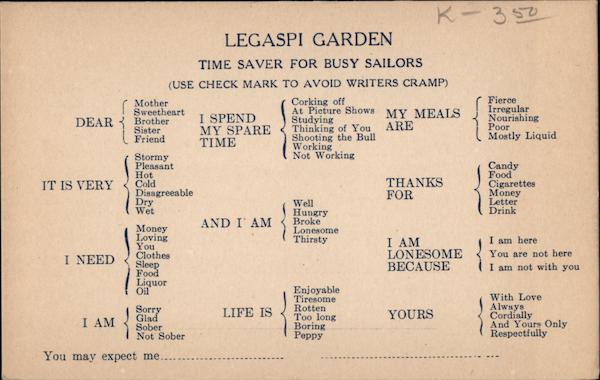 K - 3.50
LEGASPI GARDEN
TIME SAVER FOR BUSY SAILORS
(USE CHECK MARK TO AVOID WRITERS CRAMP)
DEAR
Mother
Sweetheart
Brother
Sister
Friend
IT IS VERY
Stormy
Pleasant
Hot
Cold
Disagreeable
Dry
Wet
I NEED
Money
Loving
You
Clothes
Sleep
Food
Liquor
Oil
I AM
Sorry
Glad
Sober
Not Sober
I SPEND
MY SPARE
TIME
Corking off
At Picture Shows
Studying
Thinking of You
Shooting the Bull
Working
Not Working
AND I AM
Well
Hungry
Broke
Lonesome
Thirsty
LIFE IS
Enjoyable
Tiresome
Rotten
Too long
Boring
Peppy
MY MEALS
ARE
Fierce
Irregular
Nourishing
Poor
Mostly Liquid
THANKS
FOR
Candy
Food
Cigarettes
Money
Letter
Drink
I AM
LONESOME
BECAUSE
I am here
You are not here
I am not with you
YOURS
With Love
Always
Cordially
And Yours Only
Respectfully
You may expect me